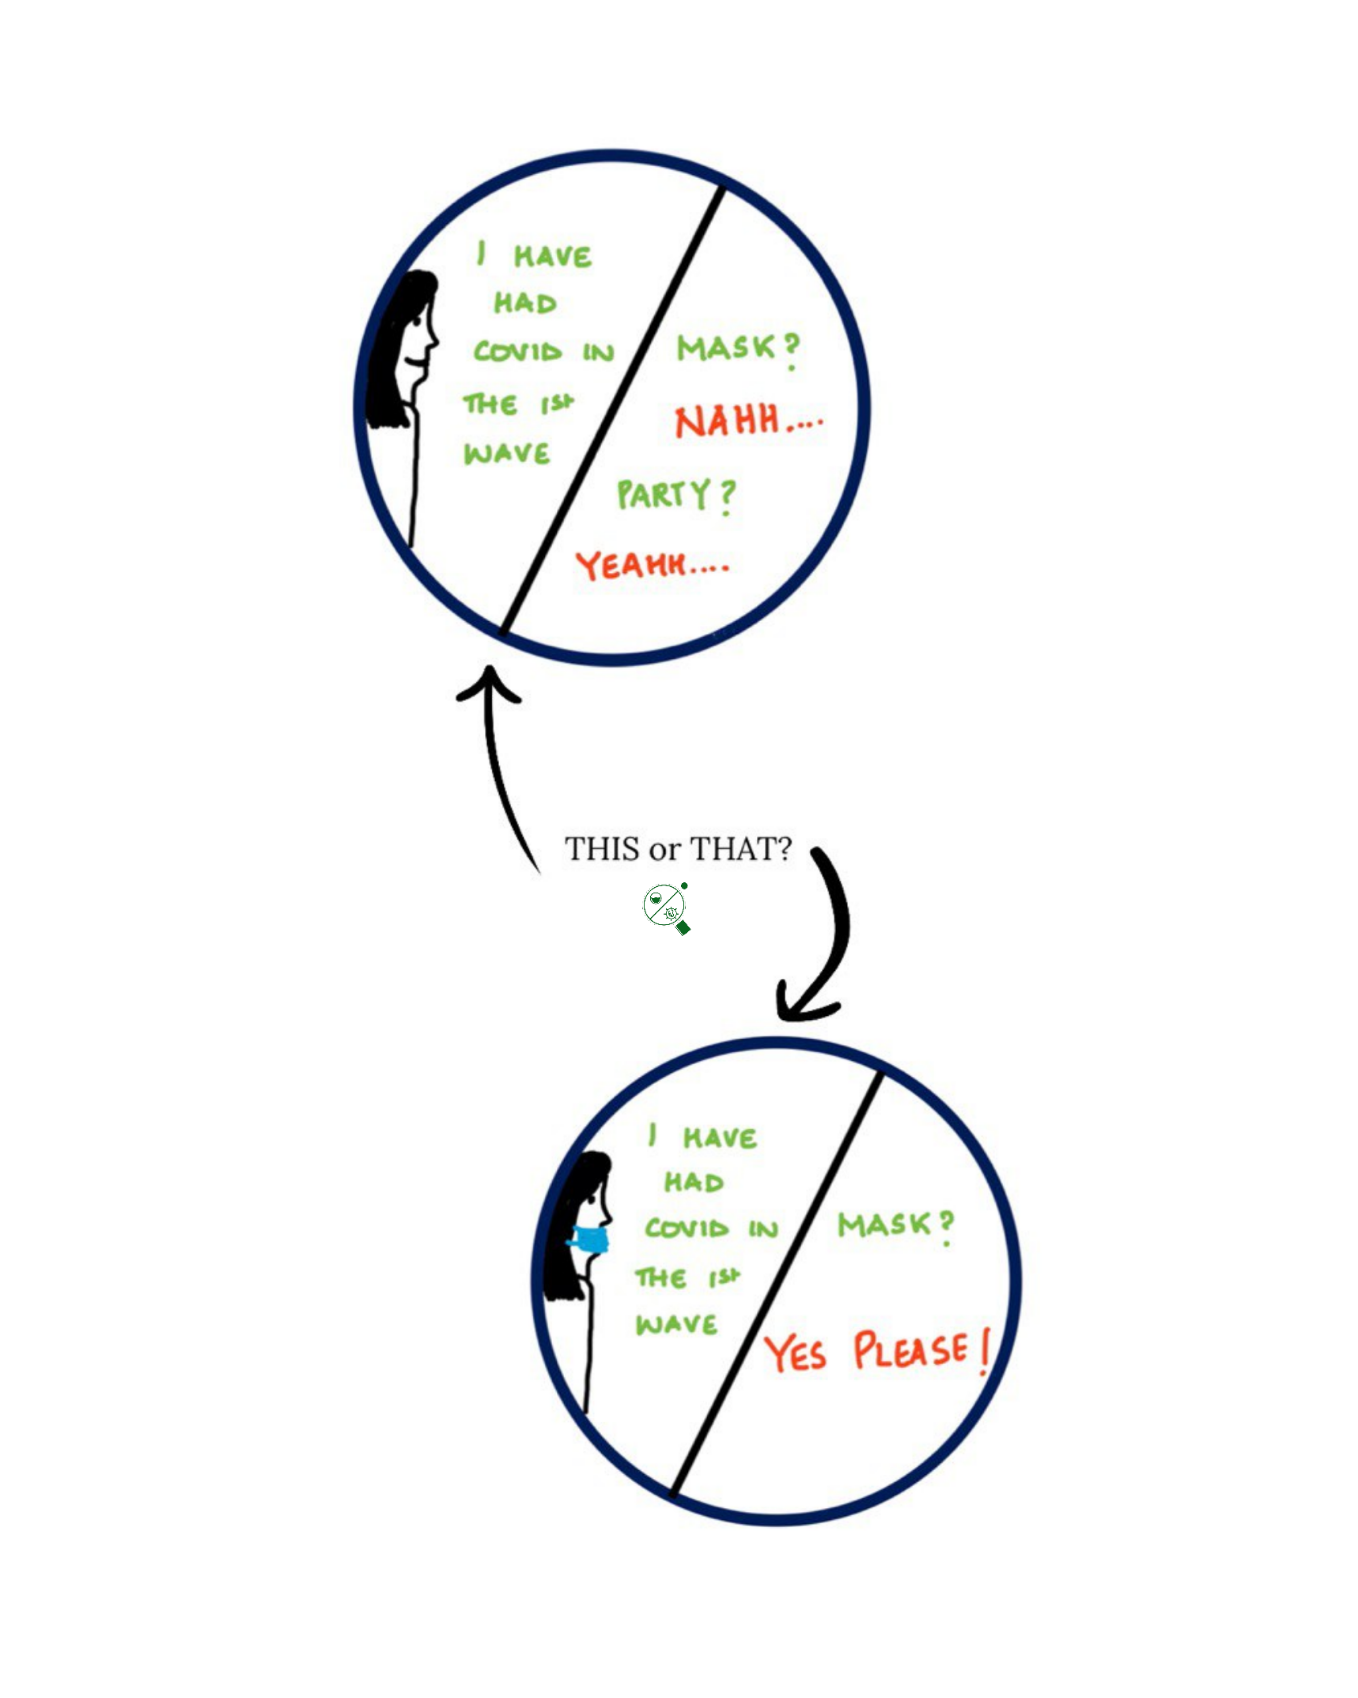 I HAVE
HAD
COVID IN
THE 1st
WAVE
MASK?
NAHH....
PARTY?
YEAHH....
THIS or THAT?
I HAVE
HAD
COVID IN
THE 1st
WAVE
MASK?
YES PLEASE!